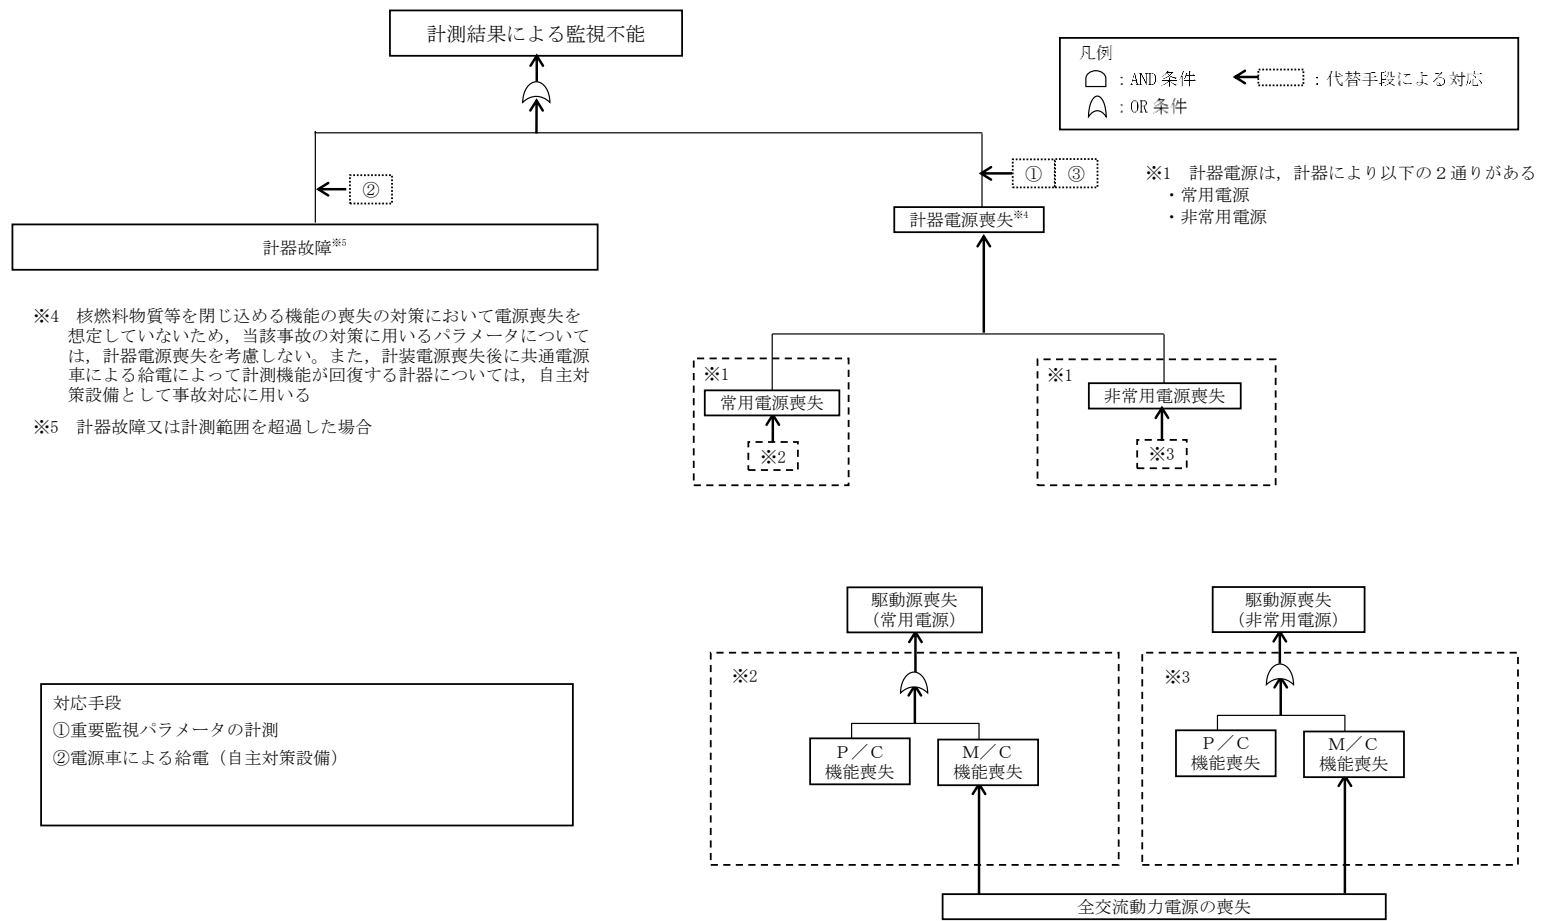 計測結果による監視不能
凡例
：AND 条件
：代替手段による対応
：OR 条件
②
① ③
※1　計器電源は，計器により以下の２通りがある
・常用電源
・非常用電源
計器故障※5
計器電源喪失※4
※4　核燃料物質等を閉じ込める機能の喪失の対策において電源喪失を
想定していないため，当該事故の対策に用いるパラメータについて
は，計器電源喪失を考慮しない。また，計装電源喪失後に共通電源
車による給電によって計測機能が回復する計器については，自主対
策設備として事故対応に用いる
※5　計器故障又は計測範囲を超過した場合
※1
常用電源喪失
※2
※1
非常用電源喪失
※3
駆動源喪失
（常用電源）
駆動源喪失
（非常用電源）
※2
Ｐ／Ｃ
機能喪失
Ｍ／Ｃ
機能喪失
※3
Ｐ／Ｃ
機能喪失
Ｍ／Ｃ
機能喪失
全交流動力電源の喪失
対応手段
①重要監視パラメータの計測
②電源車による給電（自主対策設備）